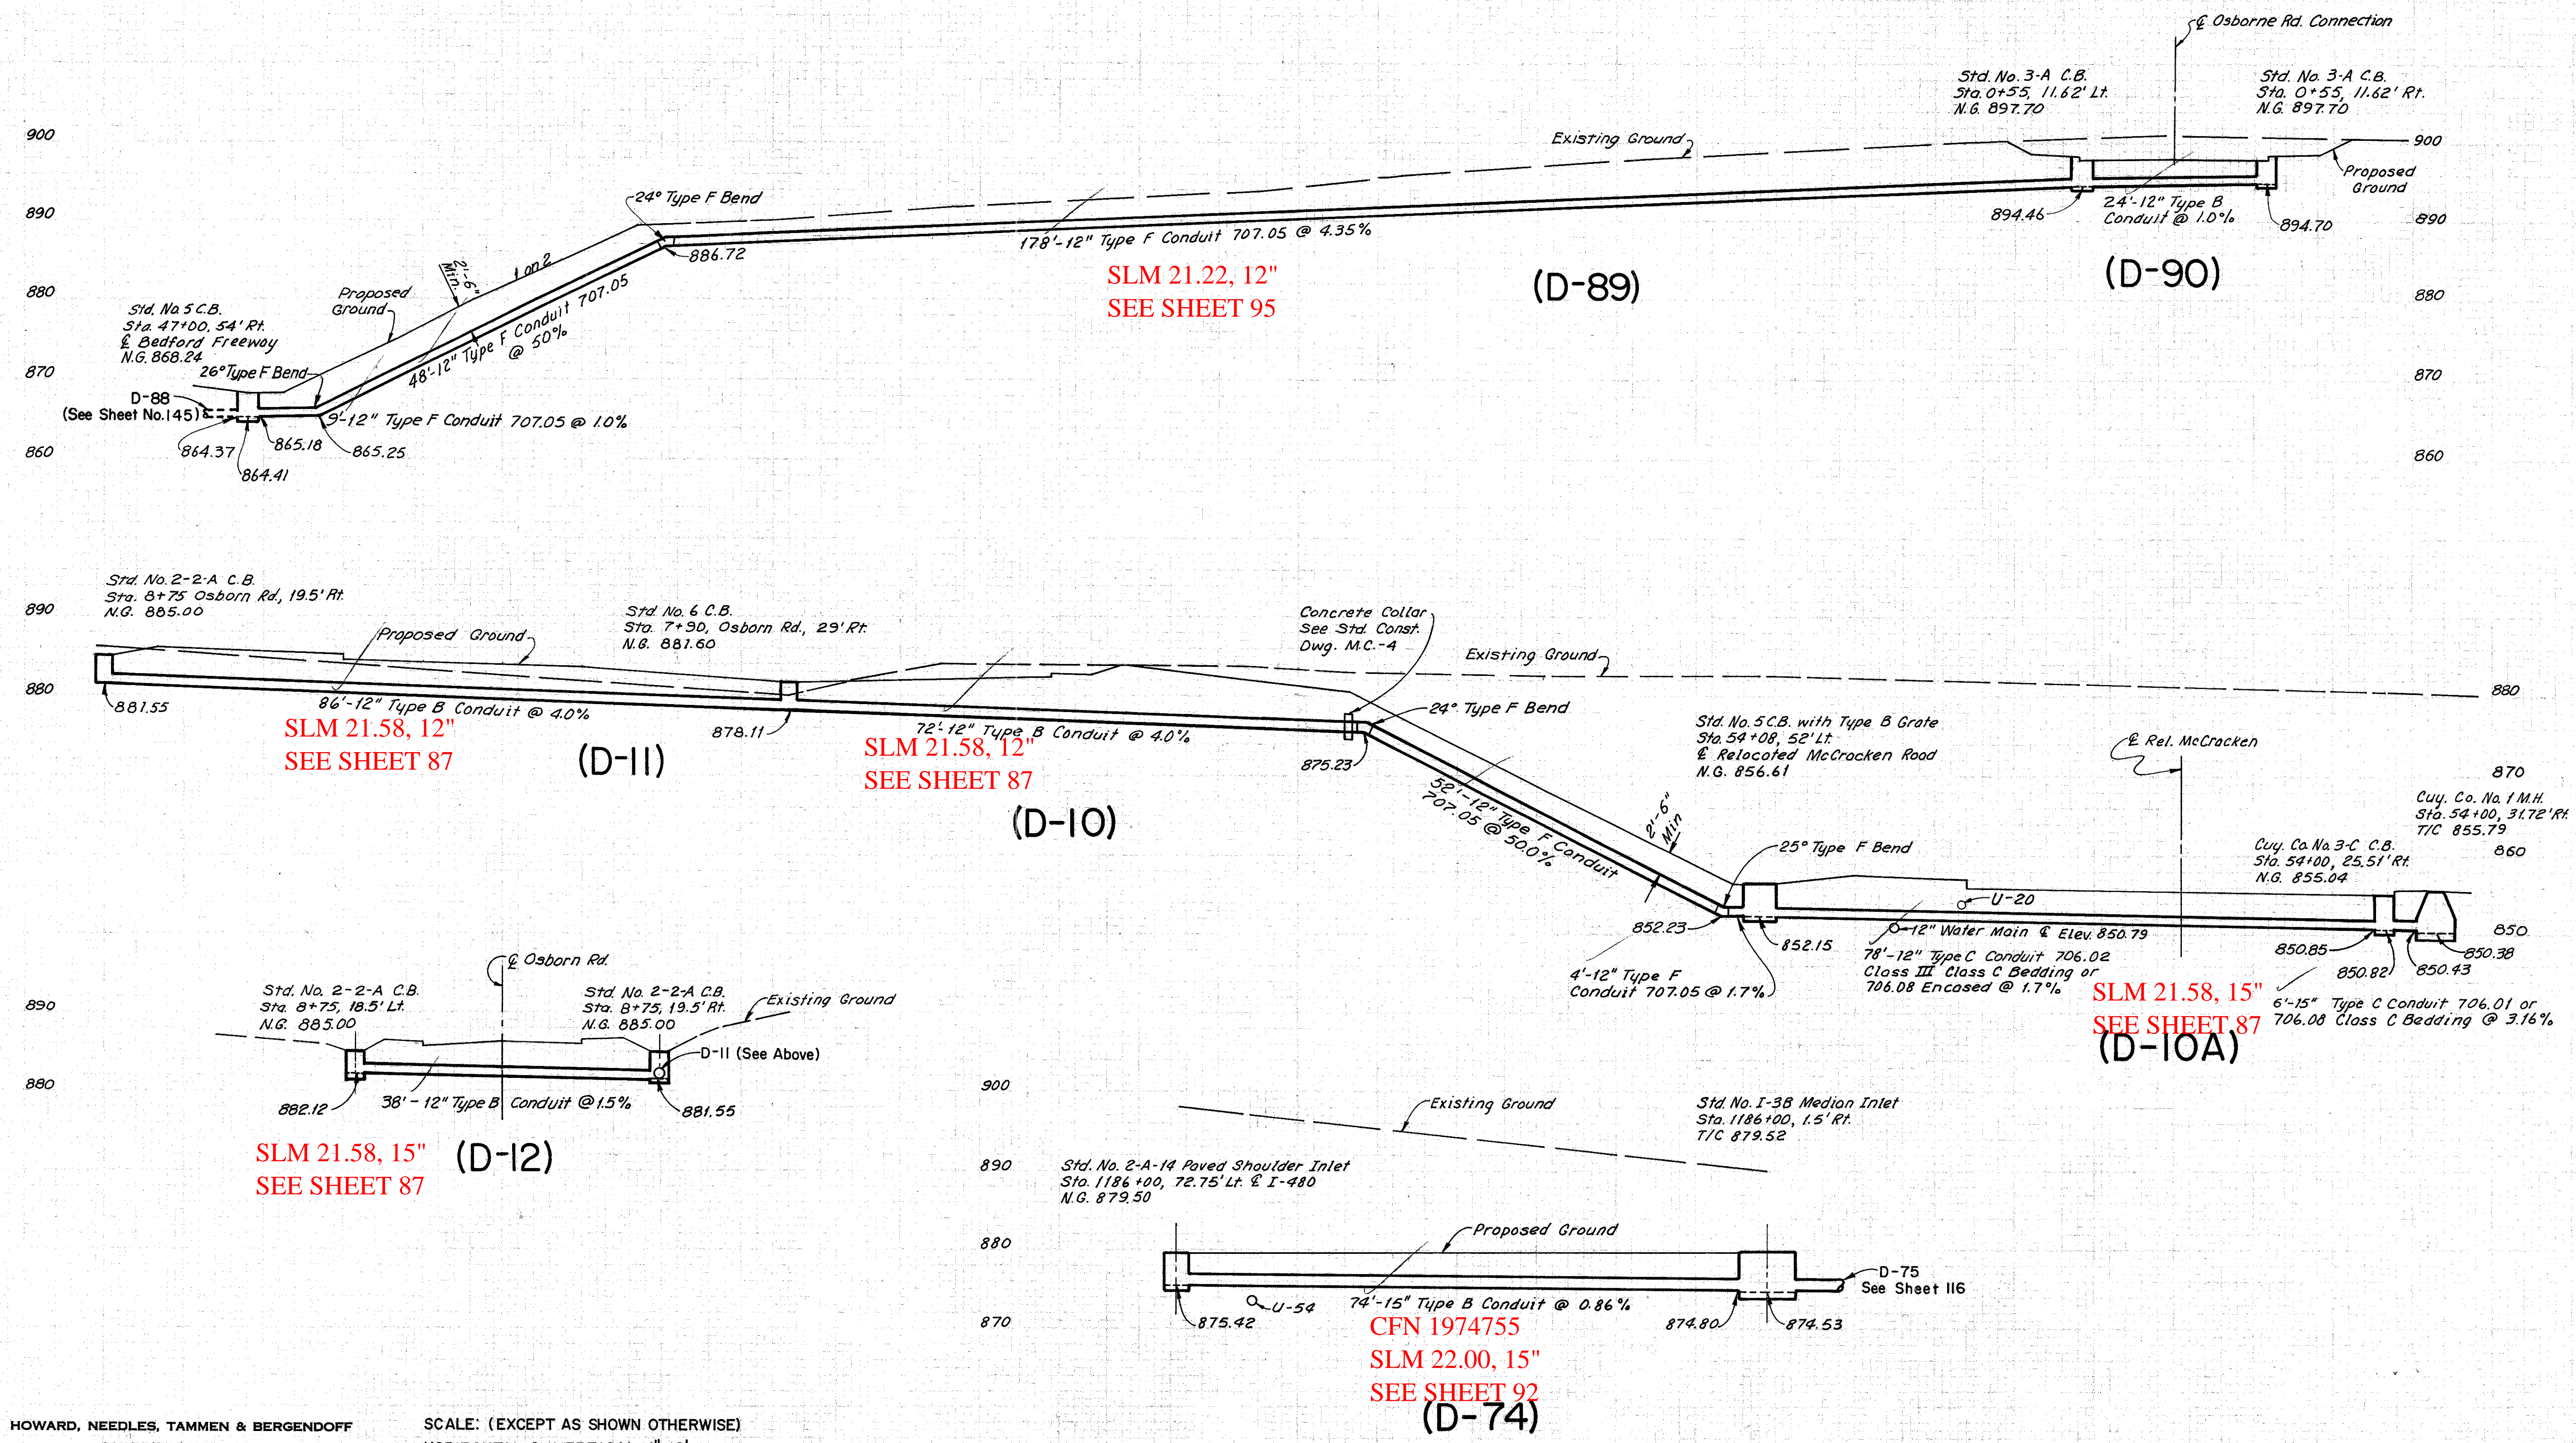 ℄ Osborne Rd. Connection
Std. No. 3-A C.B.
Sta. 0+55, 11.62' Lt.
N.G. 897.70
Std. No. 3-A C.B.
Sta. 0+55, 11.62' Rt.
N.G. 897.70
900
Existing Ground
900
Proposed
Ground
24° Type F Bend
890
24'-12" Type B
Conduit @ 1.0%
894.46
894.70
890
178'-12" Type F Conduit 707.05 @ 4.35%
886.72
1 on 2
2'-6"
Min.
SLM 21.22, 12"
SEE SHEET 95
(D-89)
(D-90)
880
880
Proposed
Ground
48'-12" Type F Conduit 707.05
@ 50%
Std. No. 5 C.B.
Sta. 47+00, 54' Rt.
℄ Bedford Freeway
N.G. 868.24
870
26° Type F Bend
870
D-88
(See Sheet No.145)
9'-12" Type F Conduit 707.05 @ 1.0%
860
864.37
865.18
865.25
864.41
860
Std. No. 2-2-A C.B.
Sta. 8+75 Osborn Rd., 19.5' Rt.
N.G. 885.00
890
Std. No. 6 C.B.
Sta. 7+90, Osborn Rd., 29' Rt.
N.G. 881.60
Concrete Collar
See Std. Const.
Dwg. M.C.-4
Proposed Ground
Existing Ground
880
880
881.55
86'-12" Type B Conduit @ 4.0%
SLM 21.58, 12"
SEE SHEET 87
(D-11)
878.11
72'-12" Type B Conduit @ 4.0%
SLM 21.58, 12"
SEE SHEET 87
(D-10)
24° Type F Bend
875.23
52'-12" Type F Conduit
707.05 @ 50.0%
2'-6"
Min
Std. No. 5 C.B. with Type B Grate
Sta. 54+08, 52' Lt.
℄ Relocated McCracken Road
N.G. 856.61
℄ Rel. McCracken
870
Cuy. Co. No. 1 M.H.
Sta. 54+00, 31.72' Rt.
T/C 855.79
25° Type F Bend
Cuy. Co. No. 3-C C.B.
Sta. 54+00, 25.51' Rt.
N.G. 855.04
860
U-20
852.23
852.15
12" Water Main ℄ Elev. 850.79
850
850.85
850.82
850.43
850.38
4'-12" Type F
Conduit 707.05 @ 1.7%
78'-12" Type C Conduit 706.02
Class III Class C Bedding or
706.08 Encased @ 1.7%
SLM 21.58, 15"
SEE SHEET 87
(D-10A)
6'-15" Type C Conduit 706.01 or
706.08 Class C Bedding @ 3.16%
℄ Osborn Rd.
Std. No. 2-2-A C.B.
Sta. 8+75, 18.5' Lt.
N.G. 885.00
Std. No. 2-2-A C.B.
Sta. 8+75, 19.5' Rt.
N.G. 885.00
Existing Ground
890
D-11 (See Above)
880
882.12
38' - 12" Type B Conduit @ 1.5%
881.55
SLM 21.58, 15"
SEE SHEET 87
(D-12)
900
Existing Ground
Std. No. I-3B Median Inlet
Sta. 1186+00, 1.5' Rt.
T/C 879.52
890
Std. No. 2-A-14 Paved Shoulder Inlet
Sta. 1186+00, 72.75' Lt. ℄ I-480
N.G. 879.50
880
Proposed Ground
D-75
See Sheet 116
870
875.42
U-54
74'-15" Type B Conduit @ 0.86%
874.80
874.53
CFN 1974755
SLM 22.00, 15"
SEE SHEET 92
(D-74)
HOWARD, NEEDLES, TAMMEN & BERGENDOFF
SCALE: (EXCEPT AS SHOWN OTHERWISE)